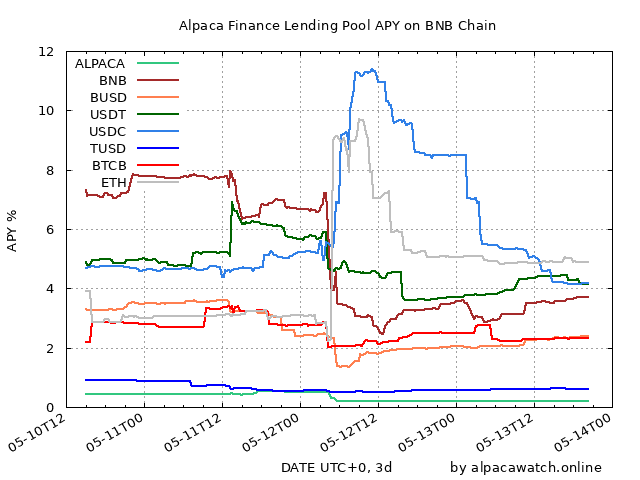 Alpaca Finance Lending Pool APY on BNB Chain
12
10
8
6
4
2
0
APY %
ALPACA
BNB
BUSD
USDT
USDC
TUSD
BTCB
ETH
05-10T12
05-11T00
05-11T12
05-12T00
05-12T12
05-13T00
05-13T12
05-14T00
DATE UTC+0, 3d
by alpacawatch.online